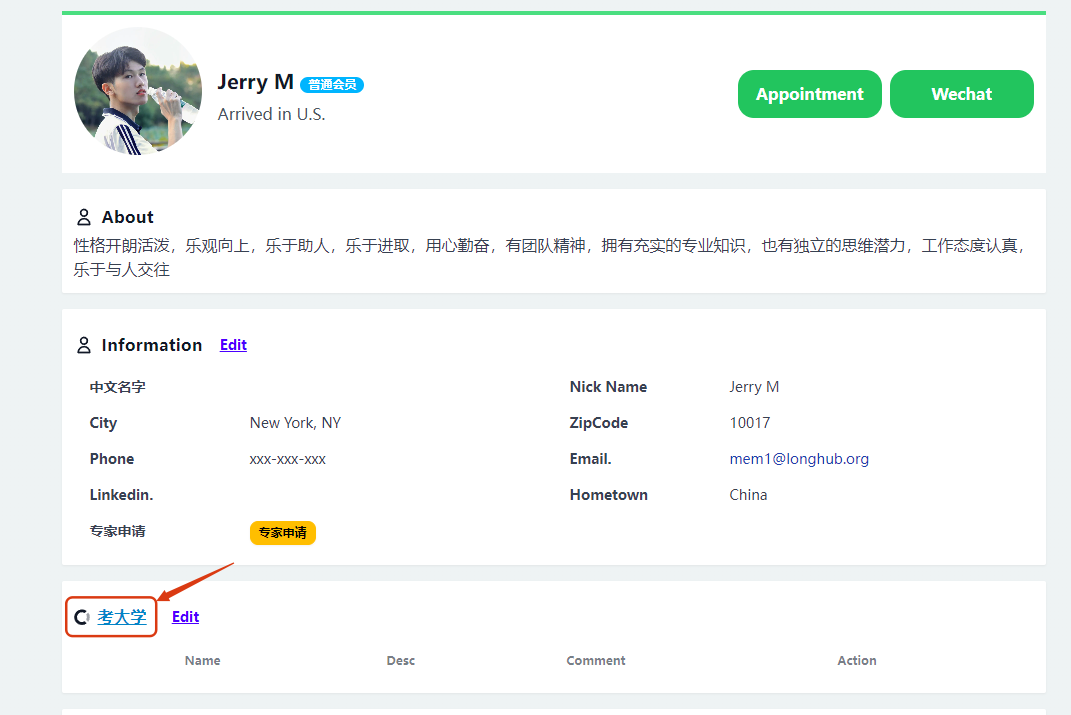 Jerry M 普通会员
Arrived in U.S.
Appointment
Wechat
About
性格开朗活泼，乐观向上，乐于助人，乐于进取，用心勤奋，有团队精神，拥有充实的专业知识，也有独立的思维潜力，工作态度认真，
乐于与人交往
Information Edit
中文名字
Nick Name Jerry M
City New York, NY
ZipCode 10017
Phone xxx-xxx-xxx
Email. mem1@longhub.org
Linkedin.
Hometown China
专家申请 专家申请
考大学 Edit
Name Desc Comment Action